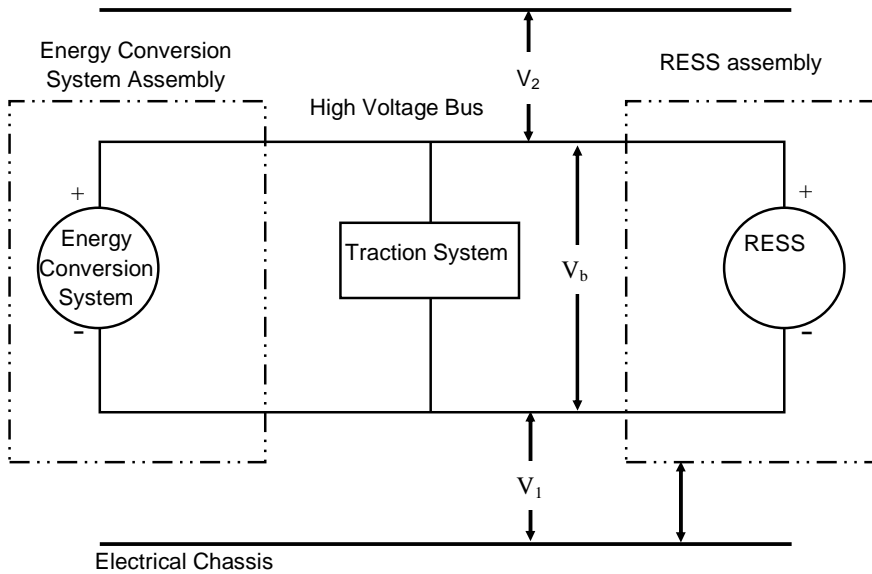 Energy Conversion
System Assembly
V2
RESS assembly
High Voltage Bus
+
Energy
Conversion
System
-
Traction System
Vb
+
RESS
-
V1
Electrical Chassis